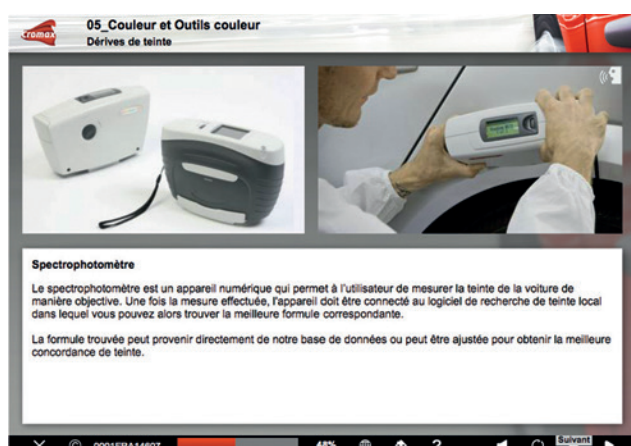 cromax
05_Couleur et Outils couleur
Dérives de teinte
Spectrophotomètre
Le spectrophotomètre est un appareil numérique qui permet à l'utilisateur de mesurer la teinte de la voiture de
manière objective. Une fois la mesure effectuée, l'appareil doit être connecté au logiciel de recherche de teinte local
dans lequel vous pouvez alors trouver la meilleure formule correspondante.
La formule trouvée peut provenir directement de notre base de données ou peut être ajustée pour obtenir la meilleure
concordance de teinte.
48% ? Suivant